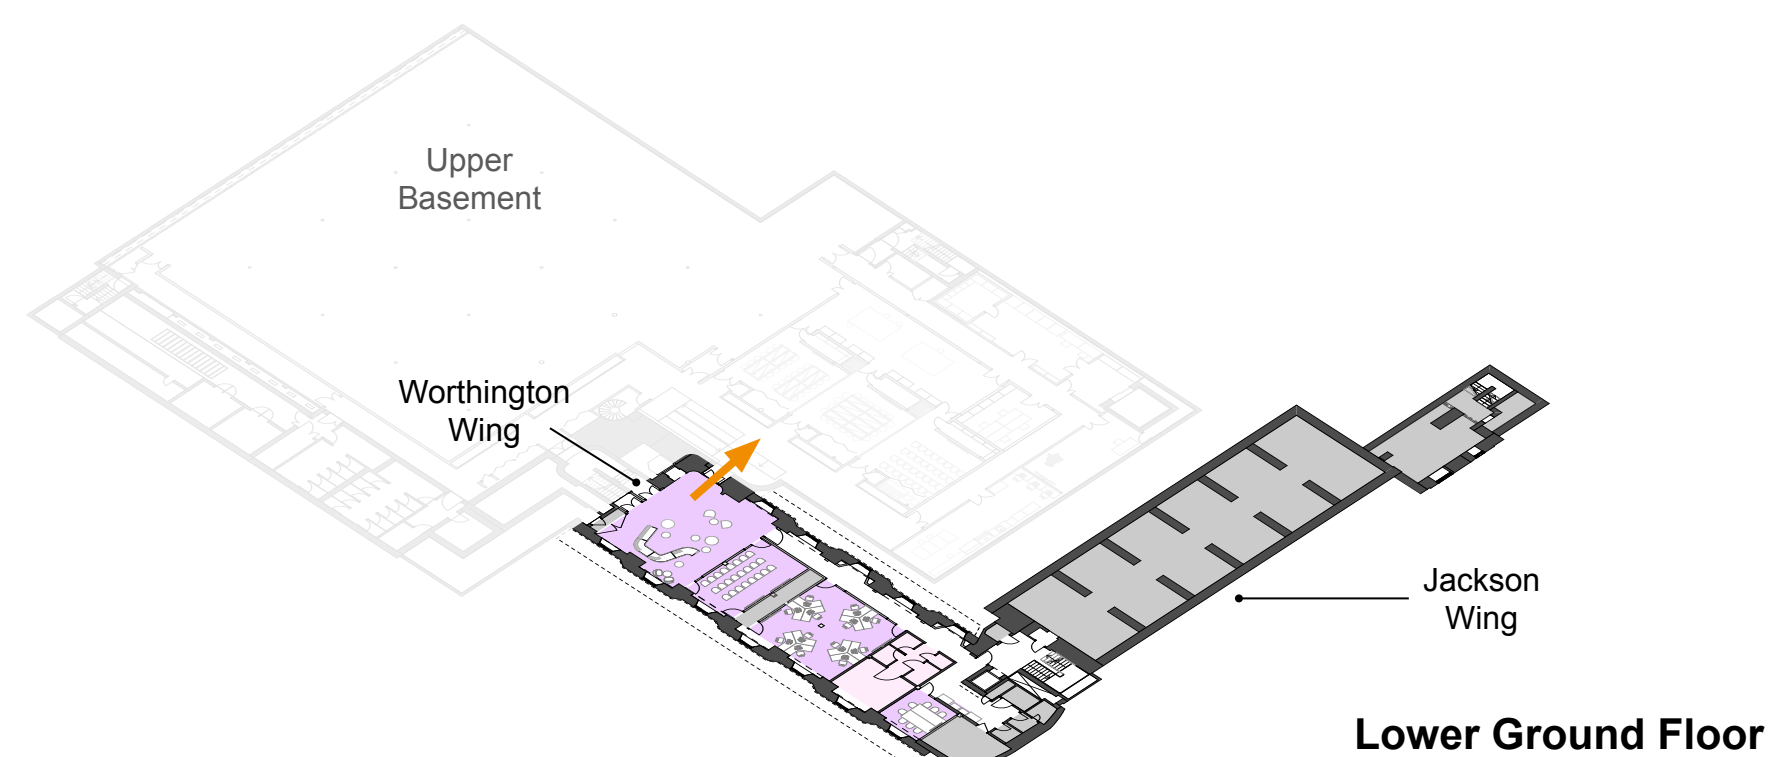 Upper
Basement
Worthington
Wing
Jackson
Wing
Lower Ground Floor